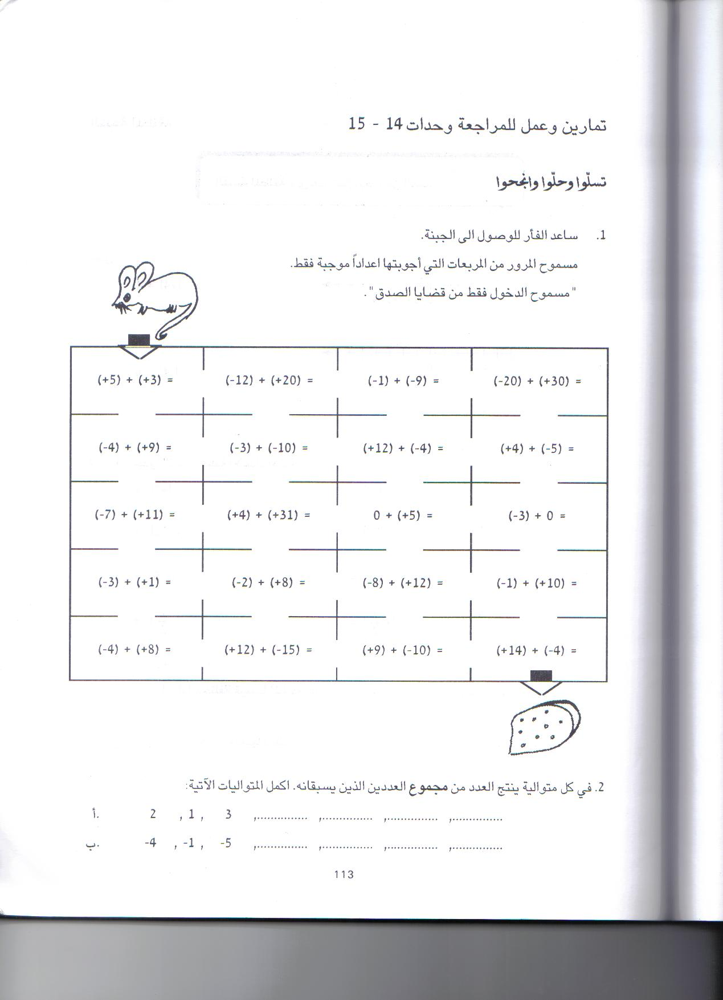 تمارين وعمل للمراجعة وحدات 14 - 15
تسلّوا وحلّوا وانجحوا
1. ساعد الفأر للوصول الى الجبنة.
مسموح المرور من المربعات التي أجوبتها اعداداً موجبة فقط.
"مسموح الدخول فقط من قضايا الصدق".
(+5) + (+3) = (-12) + (+20) = (-1) + (-9) = (-20) + (+30) =
(-4) + (+9) = (-3) + (-10) = (+12) + (-4) = (+4) + (-5) =
(-7) + (+11) = (+4) + (+31) = 0 + (+5) = (-3) + 0 =
(-3) + (+1) = (-2) + (+8) = (-8) + (+12) = (-1) + (+10) =
(-4) + (+8) = (+12) + (-15) = (+9) + (-10) = (+14) + (-4) =
2. في كل متوالية ينتج العدد من مجموع العددين الذين يسبقانه. اكمل المتواليات الآتية:
أ. 2 , 1 , 3 ,............... ,............... ,............... ,...............
ب. -4 , -1 , -5 ,............... ,............... ,............... ,...............
113